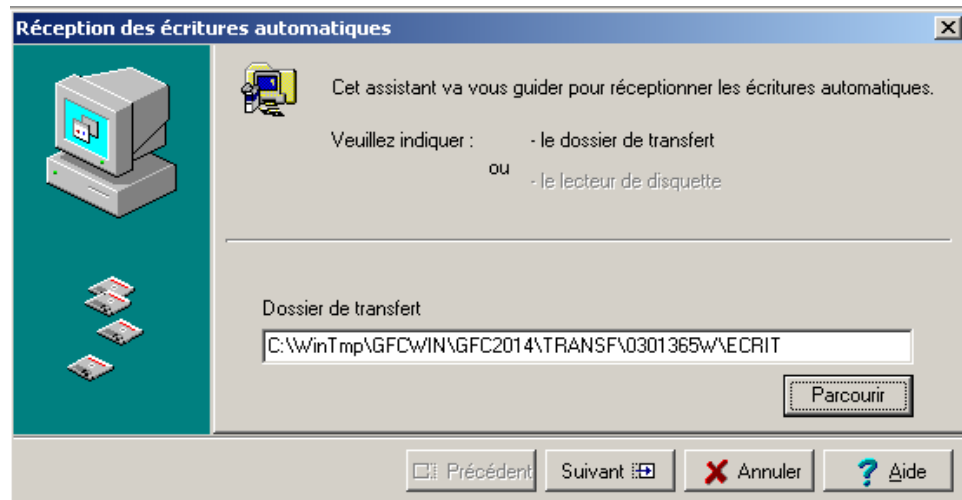 Réception des écritures automatiques
Cet assistant va vous guider pour réceptionner les écritures automatiques.
Veuillez indiquer : - le dossier de transfert
ou
- le lecteur de disquette
Dossier de transfert
C:\WinTmp\GFCWIN\GFC2014\TRANSF\0301365W\ECRIT
Parcourir
Précédent Suivant Annuler Aide